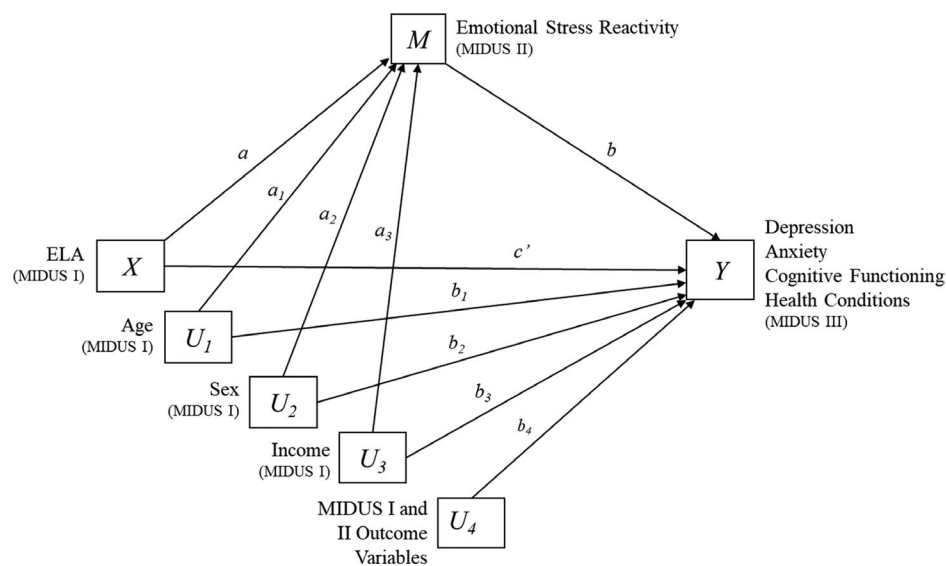 M
Emotional Stress Reactivity
(MIDUS II)
a
b
a1
a2
a3
ELA
(MIDUS I)
X
c’
Y
Depression
Anxiety
Cognitive Functioning
Health Conditions
(MIDUS III)
Age
(MIDUS I)
U1
b1
Sex
(MIDUS I)
U2
b2
Income
(MIDUS I)
U3
b3
b4
MIDUS I and
II Outcome
Variables
U4